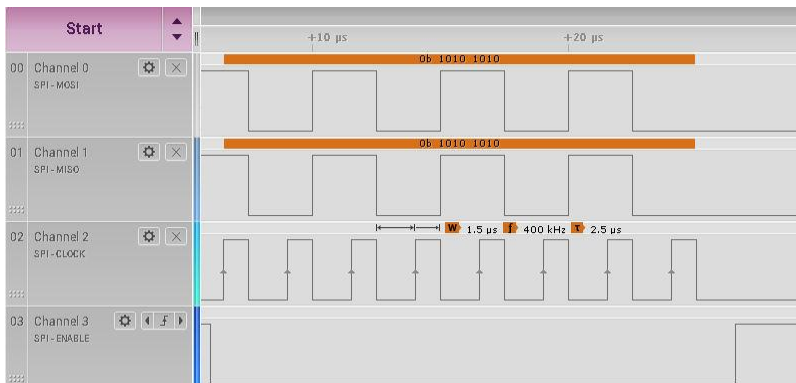 Start
+10 µs
+20 µs
00 Channel 0
SPI - MOSI
0b 1010 1010
01 Channel 1
SPI - MISO
0b 1010 1010
02 Channel 2
SPI - CLOCK
W 1.5 µs f 400 kHz T 2.5 µs
03 Channel 3
SPI - ENABLE